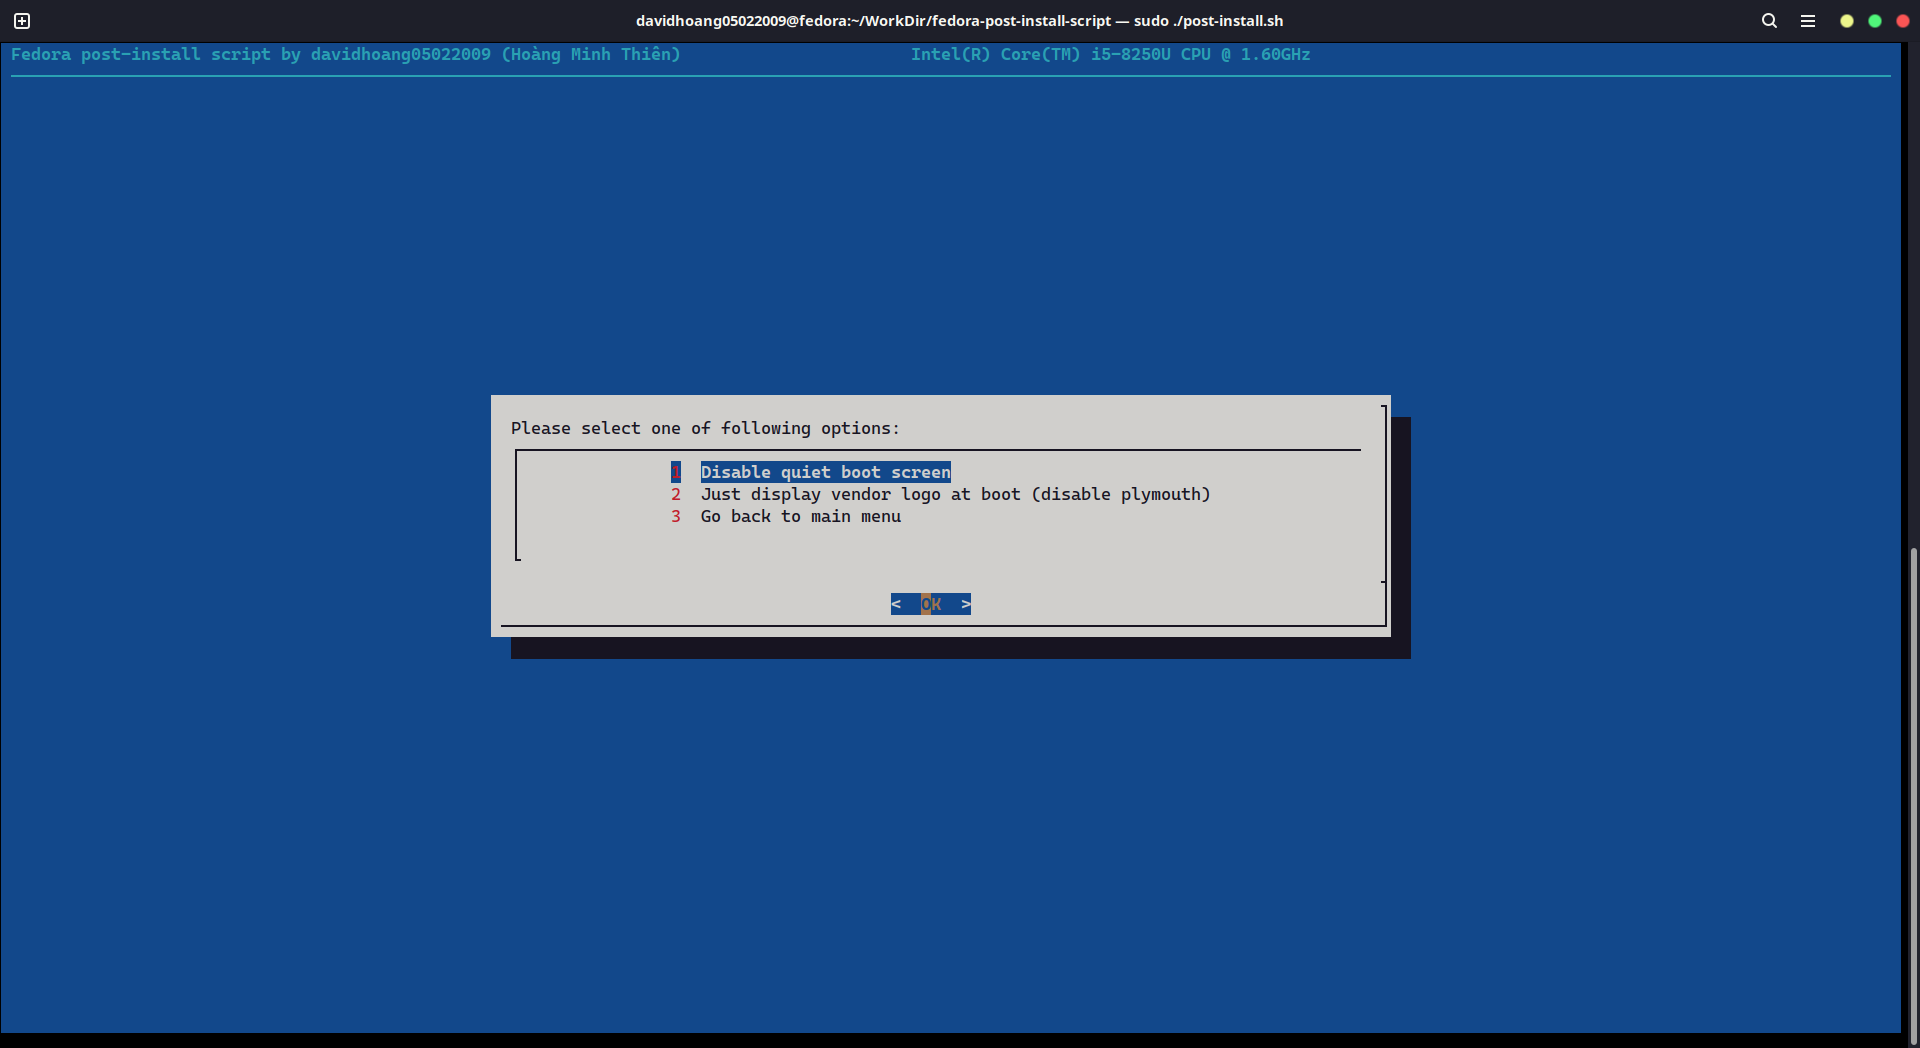 davidhoang05022009@fedora:~/WorkDir/fedora-post-install-script — sudo ./post-install.sh
Fedora post-install script by davidhoang05022009 (Hoàng Minh Thiên) Intel(R) Core(TM) i5-8250U CPU @ 1.60GHz
Please select one of following options:
1 Disable quiet boot screen
2 Just display vendor logo at boot (disable plymouth)
3 Go back to main menu
< OK >